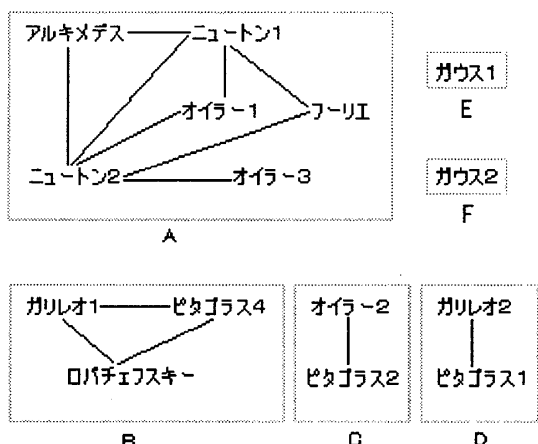 アルキメデス ニュートン1
ガウス1
オイラー1 フーリエ
E
ニュートン2 オイラー3
ガウス2
A
F
ガリレオ1 ピタゴラス4
オイラー2
ガリレオ2
ロバチェフスキー
ピタゴラス2
ピタゴラス1
B
C
D